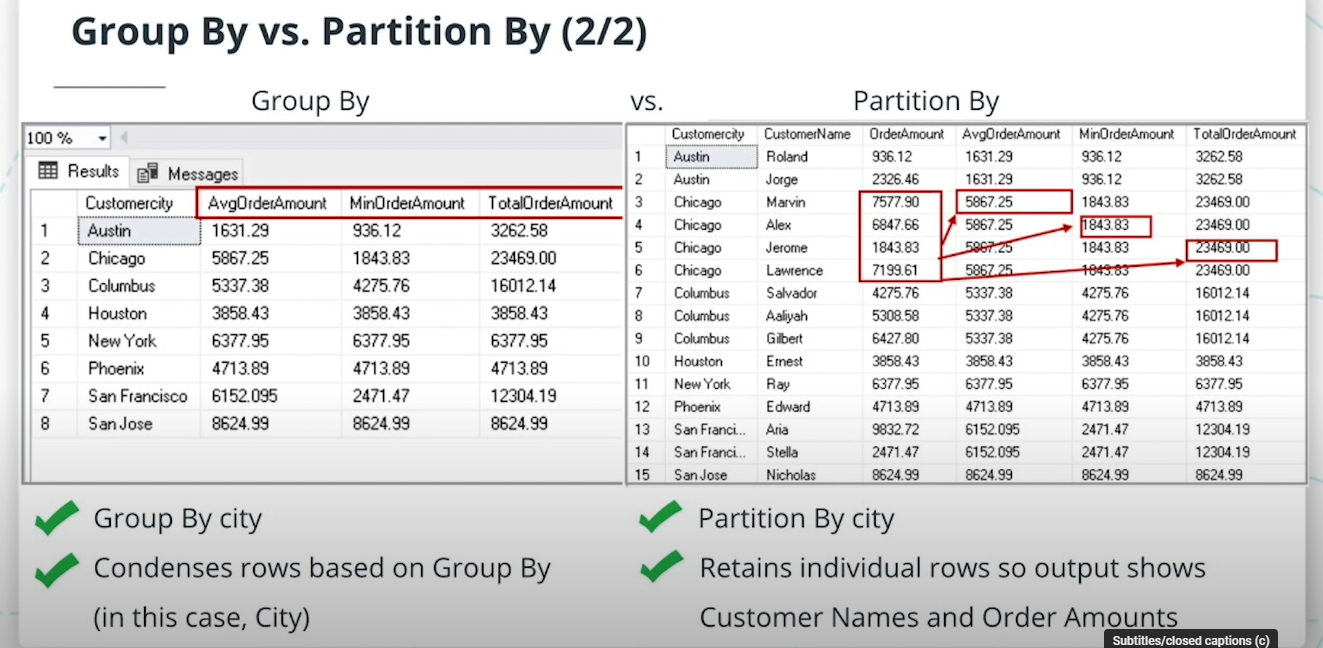 Group By vs. Partition By (2/2)
Group By vs. Partition By
100 %
Results Messages
Customercity AvgOrderAmount MinOrderAmount TotalOrderAmount
1 Austin 1631.29 936.12 3262.58
2 Chicago 5867.25 1843.83 23469.00
3 Columbus 5337.38 4275.76 16012.14
4 Houston 3858.43 3858.43 3858.43
5 New York 6377.95 6377.95 6377.95
6 Phoenix 4713.89 4713.89 4713.89
7 San Francisco 6152.095 2471.47 12304.19
8 San Jose 8624.99 8624.99 8624.99
Customercity CustomerName OrderAmount AvgOrderAmount MinOrderAmount TotalOrderAmount
1 Austin Roland 936.12 1631.29 936.12 3262.58
2 Austin Jorge 2326.46 1631.29 936.12 3262.58
3 Chicago Marvin 7577.90 5867.25 1843.83 23469.00
4 Chicago Alex 6847.66 5867.25 1843.83 23469.00
5 Chicago Jerome 1843.83 5867.25 1843.83 23469.00
6 Chicago Lawrence 7199.61 5867.25 1843.83 23469.00
7 Columbus Salvador 4275.76 5337.38 4275.76 16012.14
8 Columbus Aaliyah 5308.58 5337.38 4275.76 16012.14
9 Columbus Gilbert 6427.80 5337.38 4275.76 16012.14
10 Houston Ernest 3858.43 3858.43 3858.43 3858.43
11 New York Ray 6377.95 6377.95 6377.95 6377.95
12 Phoenix Edward 4713.89 4713.89 4713.89 4713.89
13 San Franci... Aria 9832.72 6152.095 2471.47 12304.19
14 San Franci... Stella 2471.47 6152.095 2471.47 12304.19
15 San Jose Nicholas 8624.99 8624.99 8624.99 8624.99
Group By city
Condenses rows based on Group By
(in this case, City)
Partition By city
Retains individual rows so output shows
Customer Names and Order Amounts
Subtitles/closed captions (c)